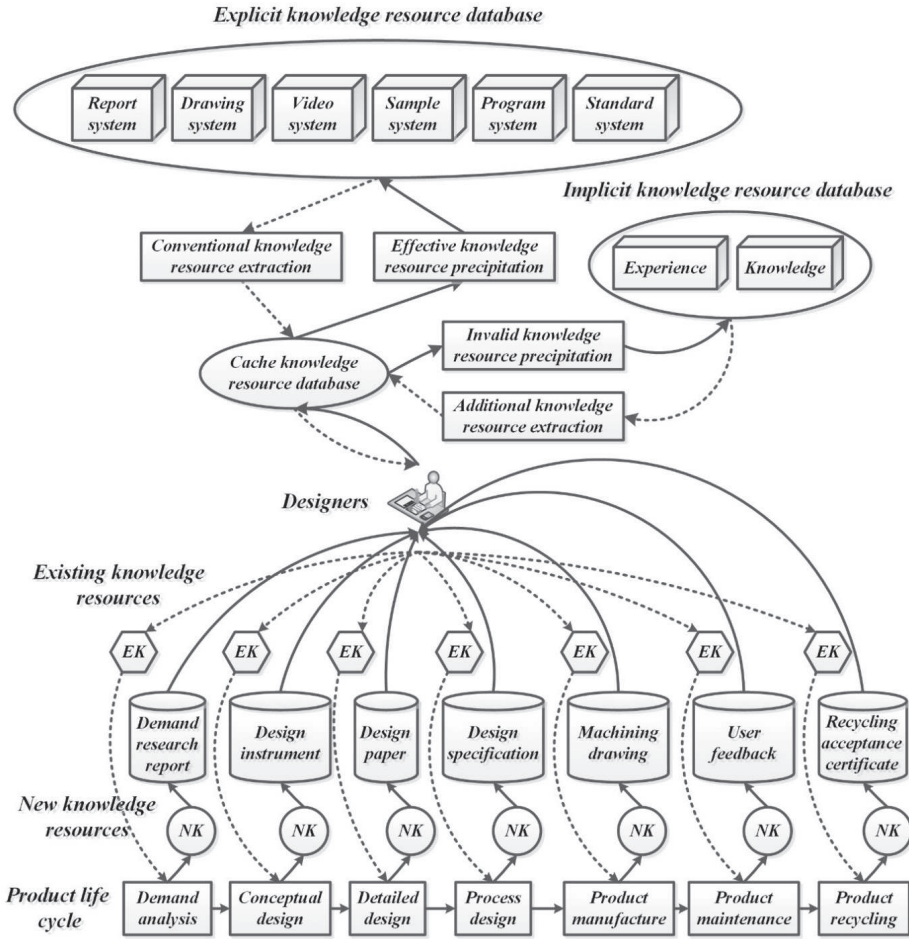 Explicit knowledge resource database
Report
system
Drawing
system
Video
system
Sample
system
Program
system
Standard
system
Implicit knowledge resource database
Experience
Knowledge
Conventional knowledge
resource extraction
Effective knowledge
resource precipitation
Invalid knowledge
resource precipitation
Cache knowledge
resource database
Additional knowledge
resource extraction
Designers
Existing knowledge
resources
EK
EK
EK
EK
EK
EK
EK
Demand
research
report
Design
instrument
Design
paper
Design
specification
Machining
drawing
User
feedback
Recycling
acceptance
certificate
New knowledge
resources
NK
NK
NK
NK
NK
NK
NK
Product life
cycle
Demand
analysis
Conceptual
design
Detailed
design
Process
design
Product
manufacture
Product
maintenance
Product
recycling